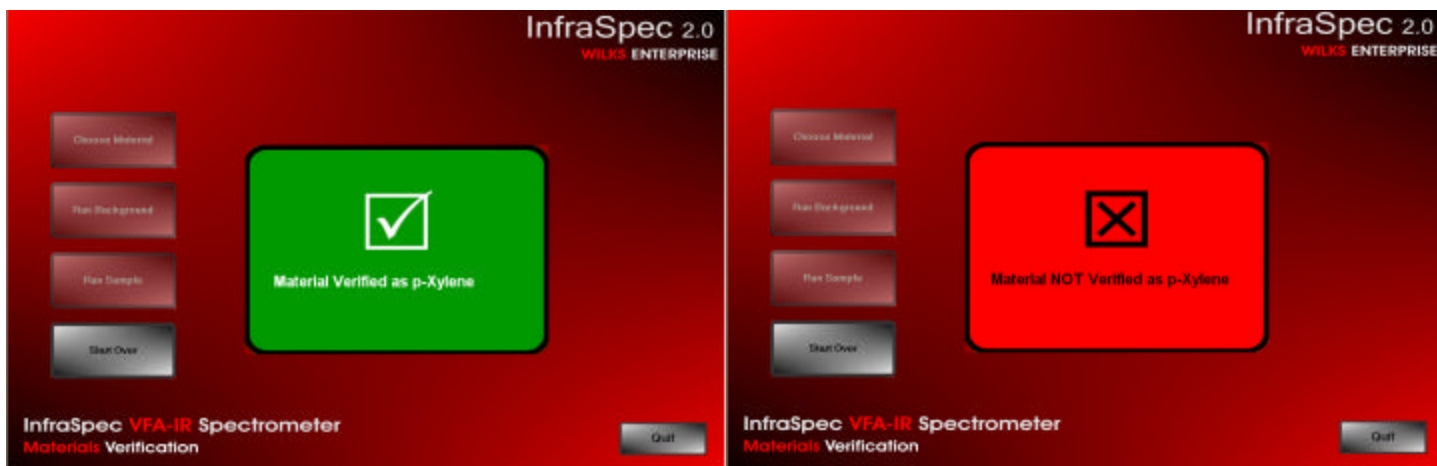 InfraSpec 2.0
WILKS ENTERPRISE
Choose Material
Run Background
Run Sample
Start Over
Material Verified as p-Xylene
InfraSpec VFA-IR Spectrometer
Materials Verification
Quit
InfraSpec 2.0
WILKS ENTERPRISE
Choose Material
Run Background
Run Sample
Start Over
Material NOT Verified as p-Xylene
InfraSpec VFA-IR Spectrometer
Materials Verification
Quit